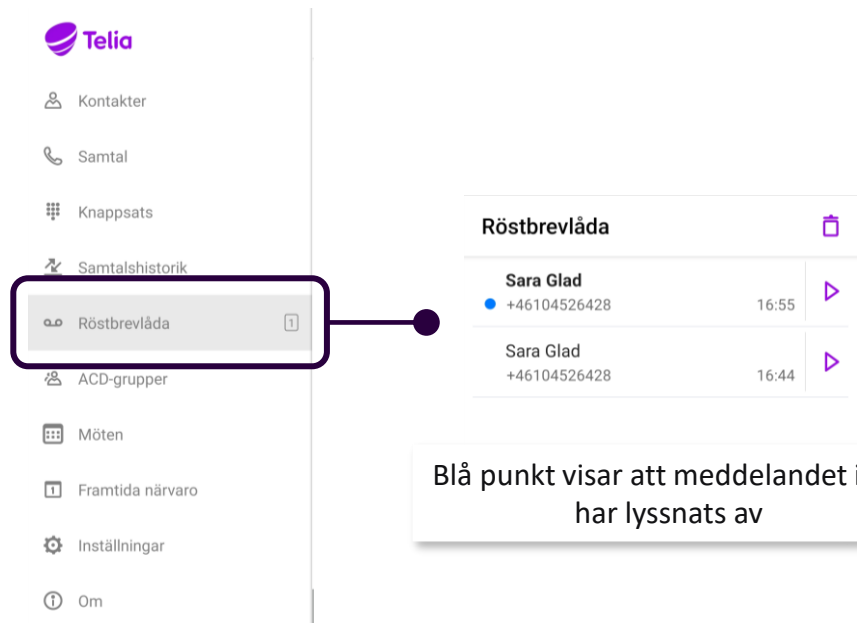 Telia
Kontakter
Samtal
Knappsats
Samtalshistorik
Röstbrevlåda 1
ACD-grupper
Möten
1 Framtida närvaro
Inställningar
Om
Röstbrevlåda
Sara Glad
+46104526428 16:55
Sara Glad
+46104526428 16:44
Blå punkt visar att meddelandet
har lyssnats av